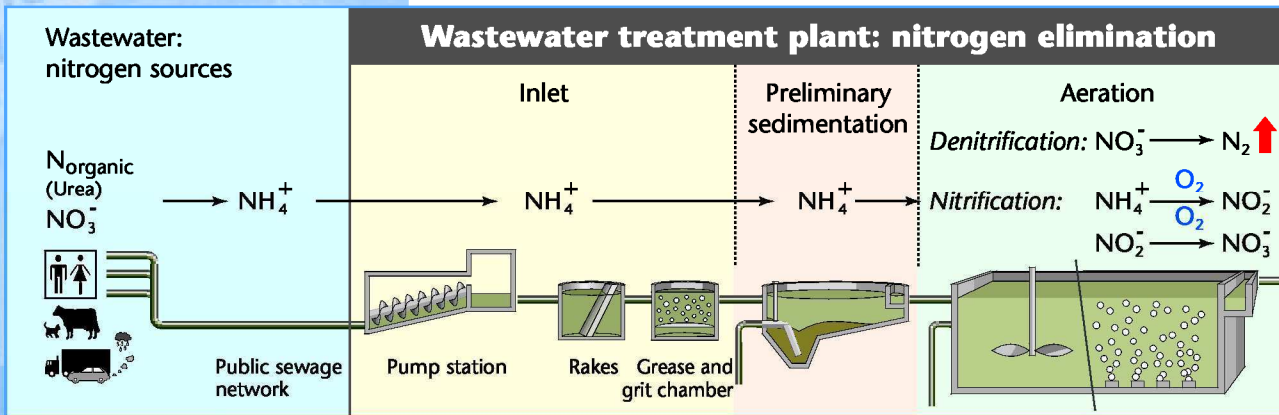 Wastewater:
nitrogen sources
Wastewater treatment plant: nitrogen elimination
Inlet
Preliminary
sedimentation
Aeration
Denitrification: NO₃⁻ → N₂
N organic
(Urea)
NO₃⁻
→ NH₄⁺ → NH₄⁺ → NH₄⁺ →
Nitrification: NH₄⁺ → NO₂⁻
O₂
O₂
NO₂⁻ → NO₃⁻
Public sewage
network
Pump station
Rakes
Grease and
grit chamber